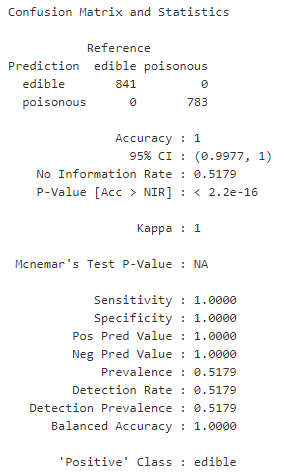 Confusion Matrix and Statistics
Reference
Prediction edible poisonous
edible 841 0
poisonous 0 783
Accuracy : 1
95% CI : (0.9977, 1)
No Information Rate : 0.5179
P-Value [Acc > NIR] : < 2.2e-16
Kappa : 1
Mcnemar's Test P-Value : NA
Sensitivity : 1.0000
Specificity : 1.0000
Pos Pred Value : 1.0000
Neg Pred Value : 1.0000
Prevalence : 0.5179
Detection Rate : 0.5179
Detection Prevalence : 0.5179
Balanced Accuracy : 1.0000
'Positive' Class : edible